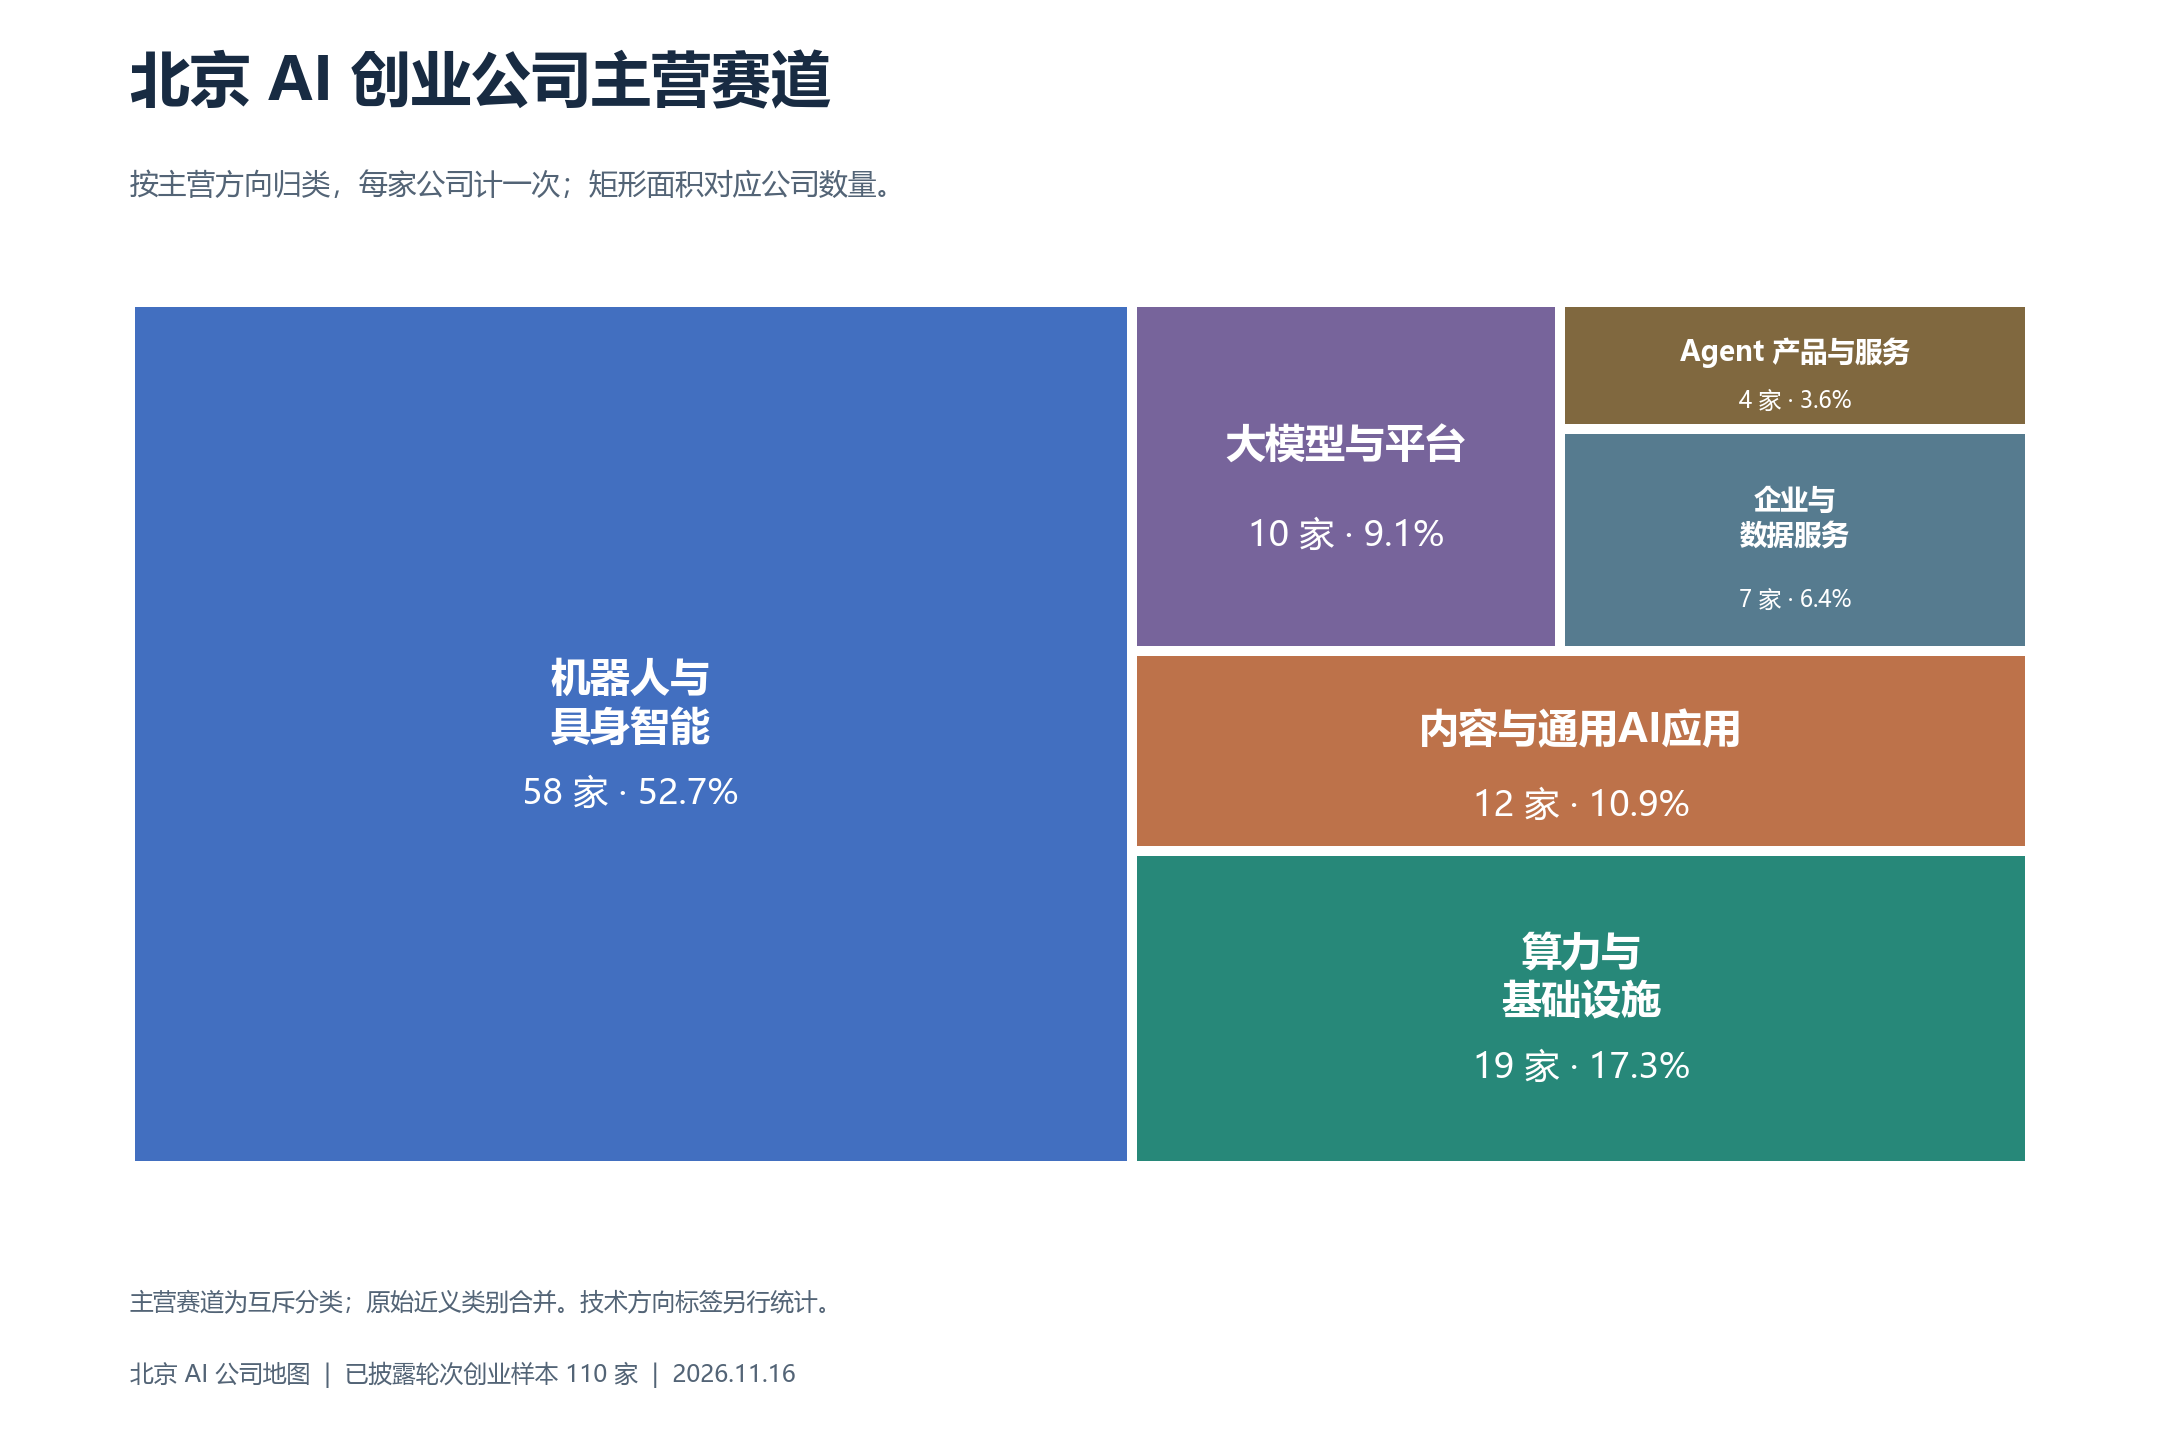 北京 AI 创业公司主营赛道
按主营方向归类，每家公司计一次；矩形面积对应公司数量。
机器人与
具身智能
58 家 · 52.7%
大模型与平台
10 家 · 9.1%
Agent 产品与服务
4 家 · 3.6%
企业与
数据服务
7 家 · 6.4%
内容与通用AI应用
12 家 · 10.9%
算力与
基础设施
19 家 · 17.3%
主营赛道为互斥分类；原始近义类别合并。技术方向标签另行统计。
北京 AI 公司地图 | 已披露轮次创业样本 110 家 | 2026.11.16